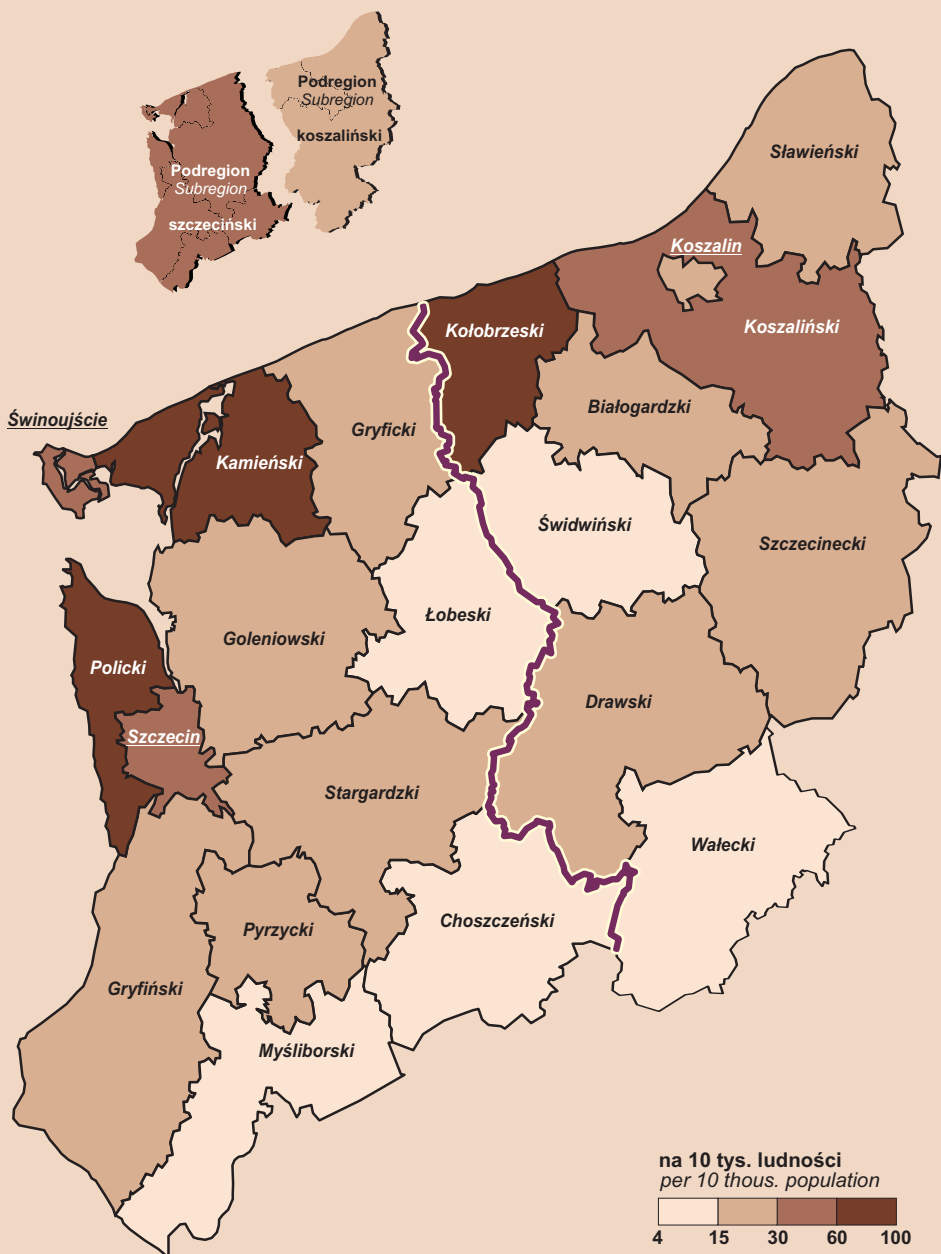 Podregion
Subregion
koszaliński
Podregion
Subregion
szczeciński
Sławieński
Koszalin
Koszaliński
Kołobrzeski
Białogardzki
Świnoujście
Gryficki
Kamieński
Świdwiński
Szczecinecki
Łobeski
Goleniowski
Policki
Drawski
Szczecin
Stargardzki
Wałecki
Choszczeński
Pyrzycki
Gryfiński
Myśliborski
na 10 tys. ludności
per 10 thous. population
4 15 30 60 100